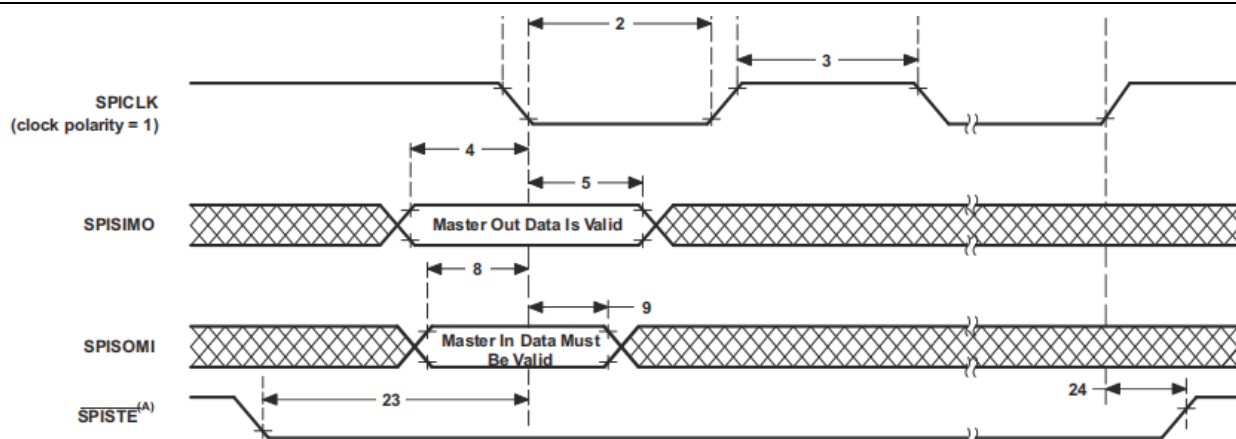 2
3
SPICLK
(clock polarity = 1)
4
5
SPISIMO
Master Out Data Is Valid
8
9
SPISOMI
Master In Data Must
Be Valid
23
24
SPISTE(A)